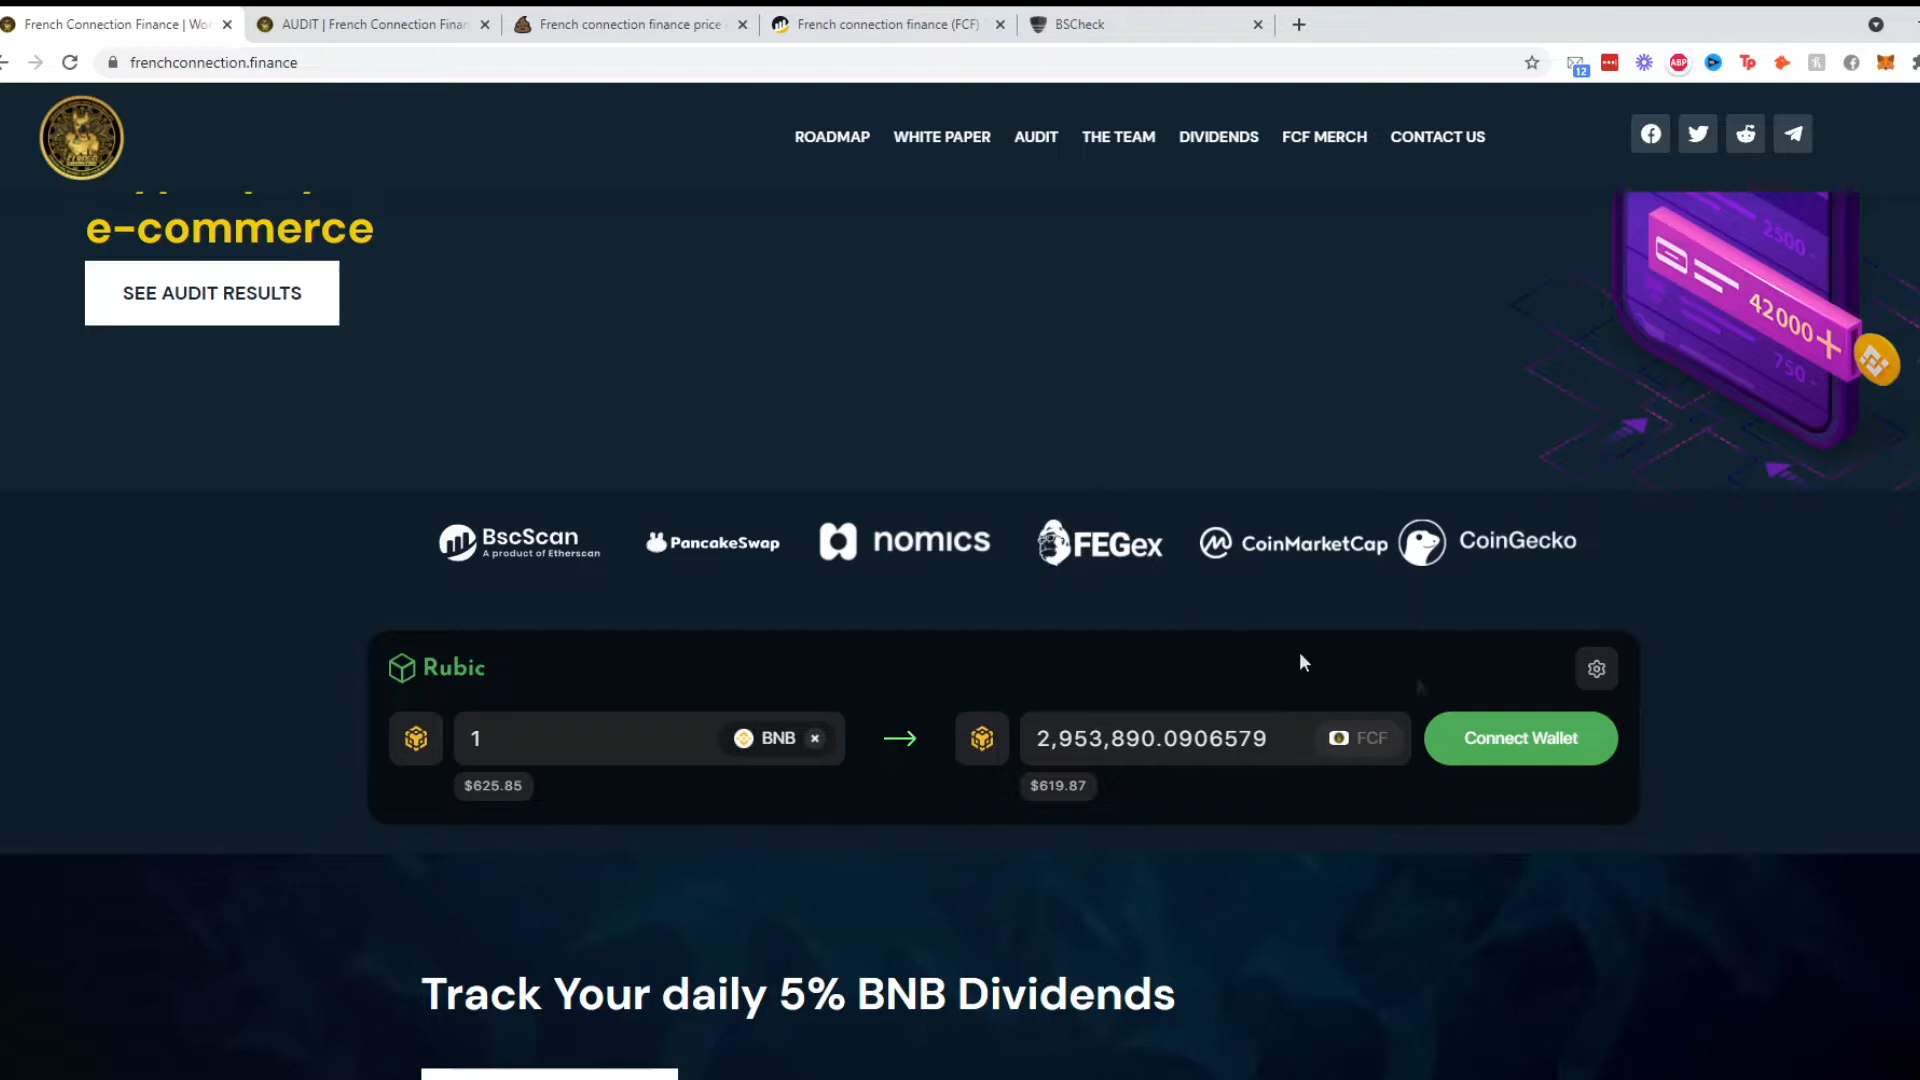 French Connection Finance | Wo
AUDIT | French Connection Finan
French connection finance price
French connection finance (FCF)
BSCheck
frenchconnection.finance
12
ABP
Tp
ROADMAP
WHITE PAPER
AUDIT
THE TEAM
DIVIDENDS
FCF MERCH
CONTACT US
e-commerce
SEE AUDIT RESULTS
2500
42000+
750
BscScan
A product of Etherscan
PancakeSwap
nomics
FEGex
CoinMarketCap
CoinGecko
Rubic
1
BNB
2,953,890.0906579
FCF
Connect Wallet
$625.85
$619.87
Track Your daily 5% BNB Dividends